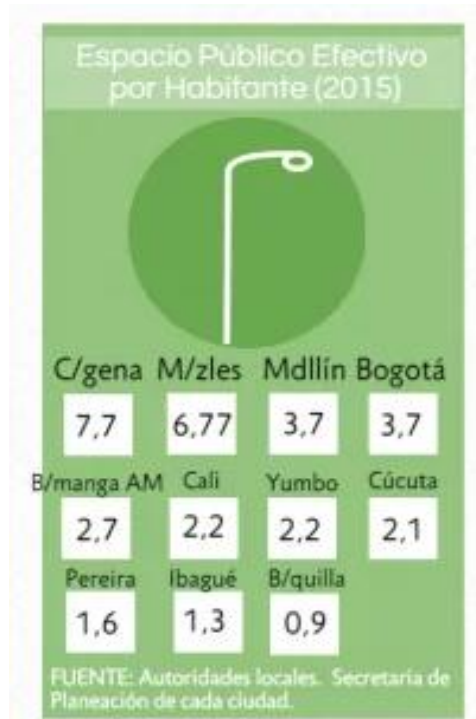 Espacio Público Efectivo
por Habitante (2015)
C/gena M/zles Mdllín Bogotá
7,7 6,77 3,7 3,7
B/manga AM Cali Yumbo Cúcuta
2,7 2,2 2,2 2,1
Pereira Ibagué B/quilla
1,6 1,3 0,9
FUENTE: Autoridades locales. Secretaria de
Planeación de cada ciudad.